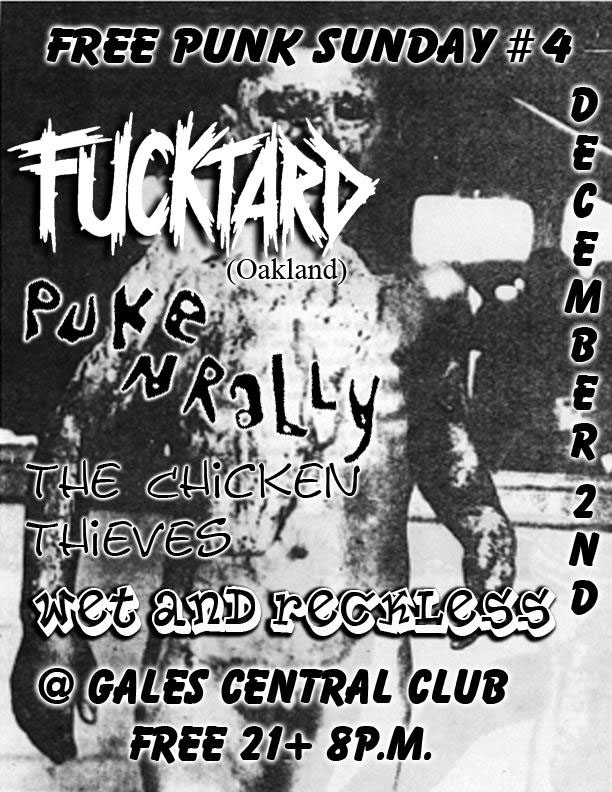 FREE PUNK SUNDAY #4
DECEMBER 2ND
FUCKTARD
(Oakland)
PUKE
N RALLY
THE CHiCKEN
THiEVES
wet AND reCKLESS
@ GALES CENTRAL CLUB
FREE 21+ 8P.M.